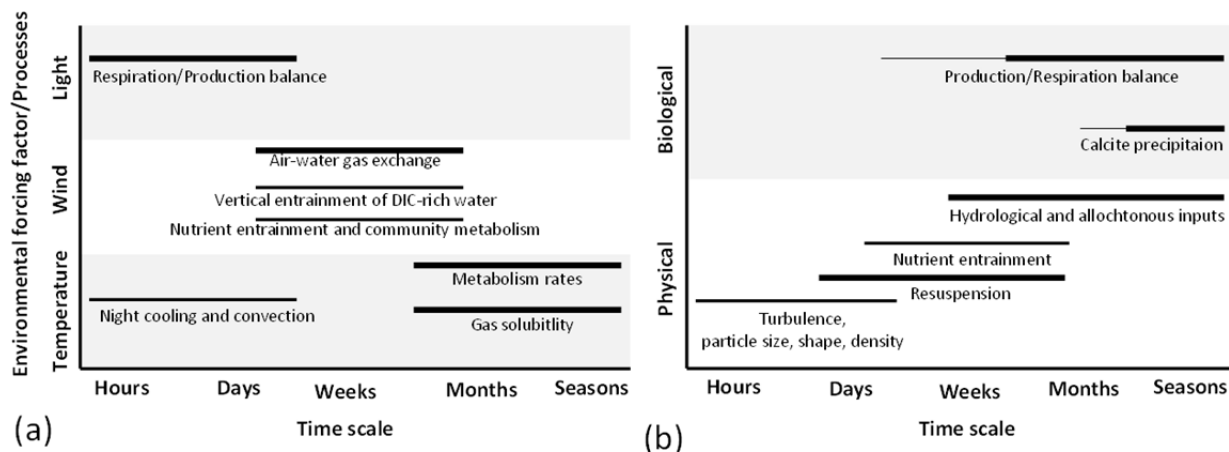 Environmental forcing factor/Processes
Light
Respiration/Production balance
Wind
Air-water gas exchange
Vertical entrainment of DIC-rich water
Nutrient entrainment and community metabolism
Temperature
Metabolism rates
Night cooling and convection
Gas solubitlity
Hours Days Weeks Months Seasons
(a)
Time scale
Biological
Production/Respiration balance
Calcite precipitaion
Physical
Hydrological and allochtonous inputs
Nutrient entrainment
Resuspension
Turbulence,
particle size, shape, density
Hours Days Weeks Months Seasons
(b)
Time scale